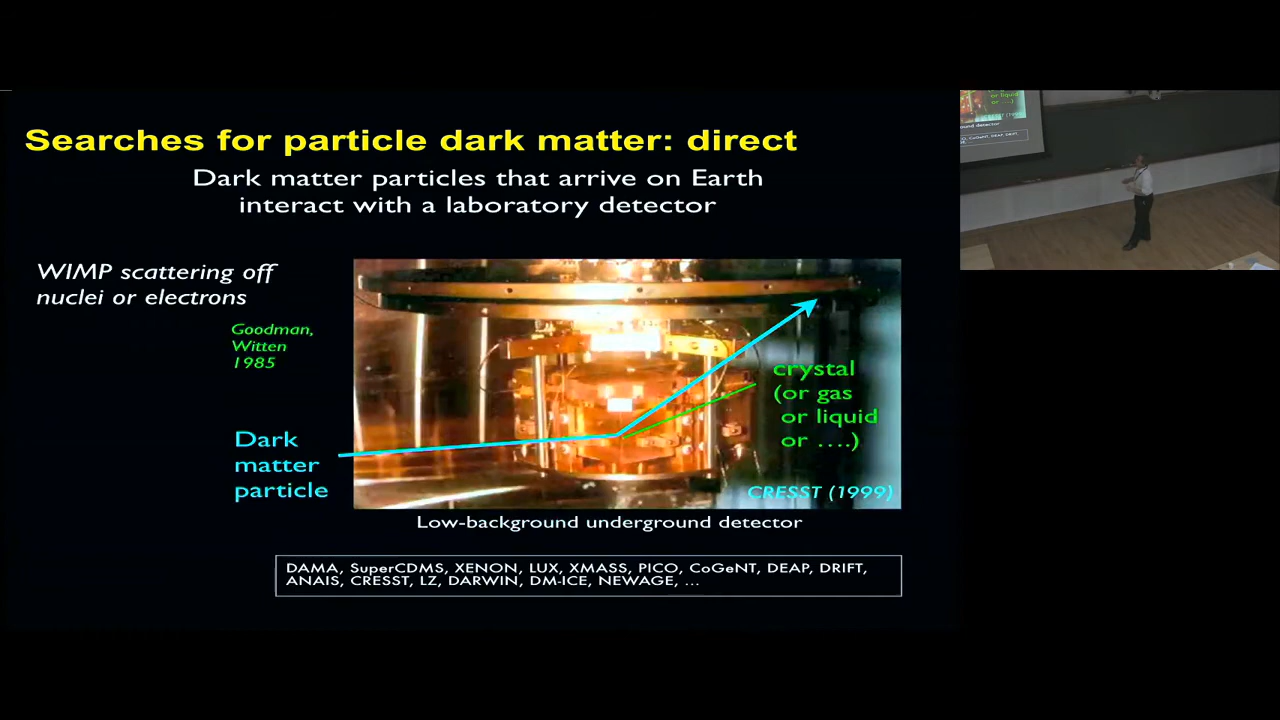 Searches for particle dark matter: direct
Dark matter particles that arrive on Earth
interact with a laboratory detector
WIMP scattering off
nuclei or electrons
Goodman,
Witten
1985
Dark
matter
particle
crystal
(or gas
or liquid
or ....)
CRESST (1999)
Low-background underground detector
DAMA, SuperCDMS, XENON, LUX, XMASS, PICO, CoGeNT, DEAP, DRIFT,
ANAIS, CRESST, LZ, DARWIN, DM-ICE, NEWAGE, ...
or liquid
or ....)